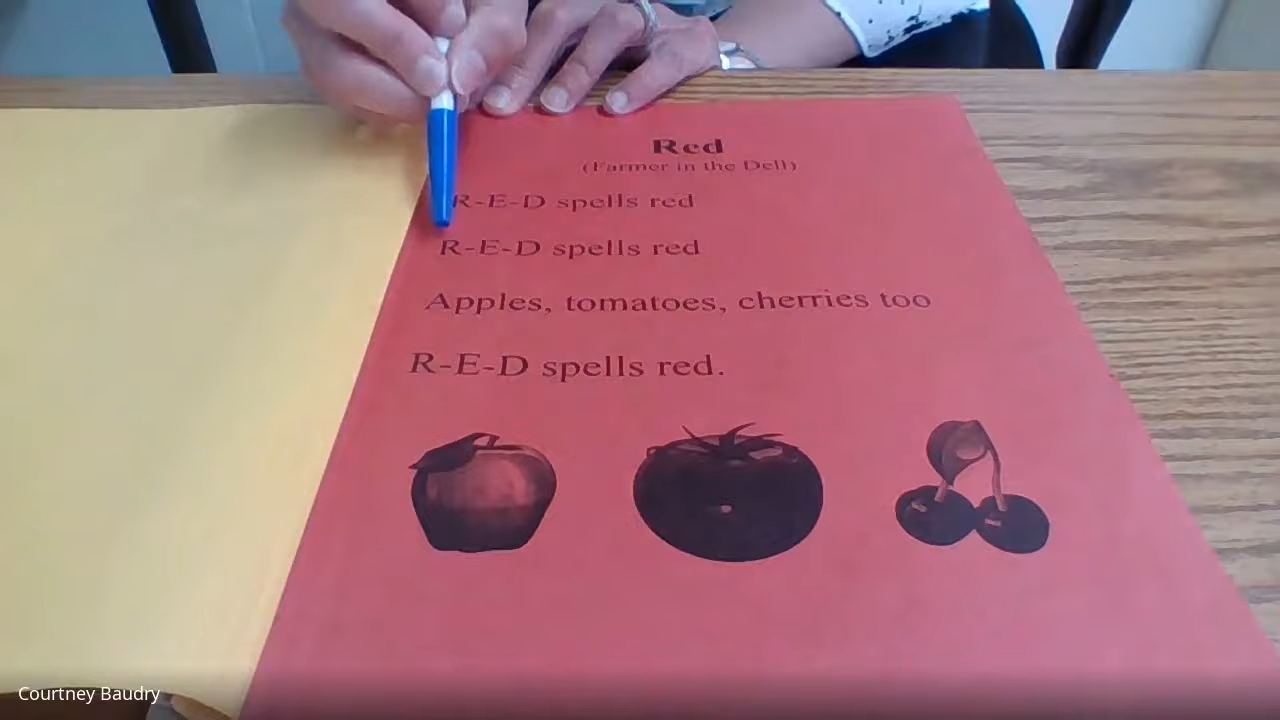 Red
(Farmer in the Dell)
R-E-D spells red
R-E-D spells red
Apples, tomatoes, cherries too
R-E-D spells red.
Courtney Baudry